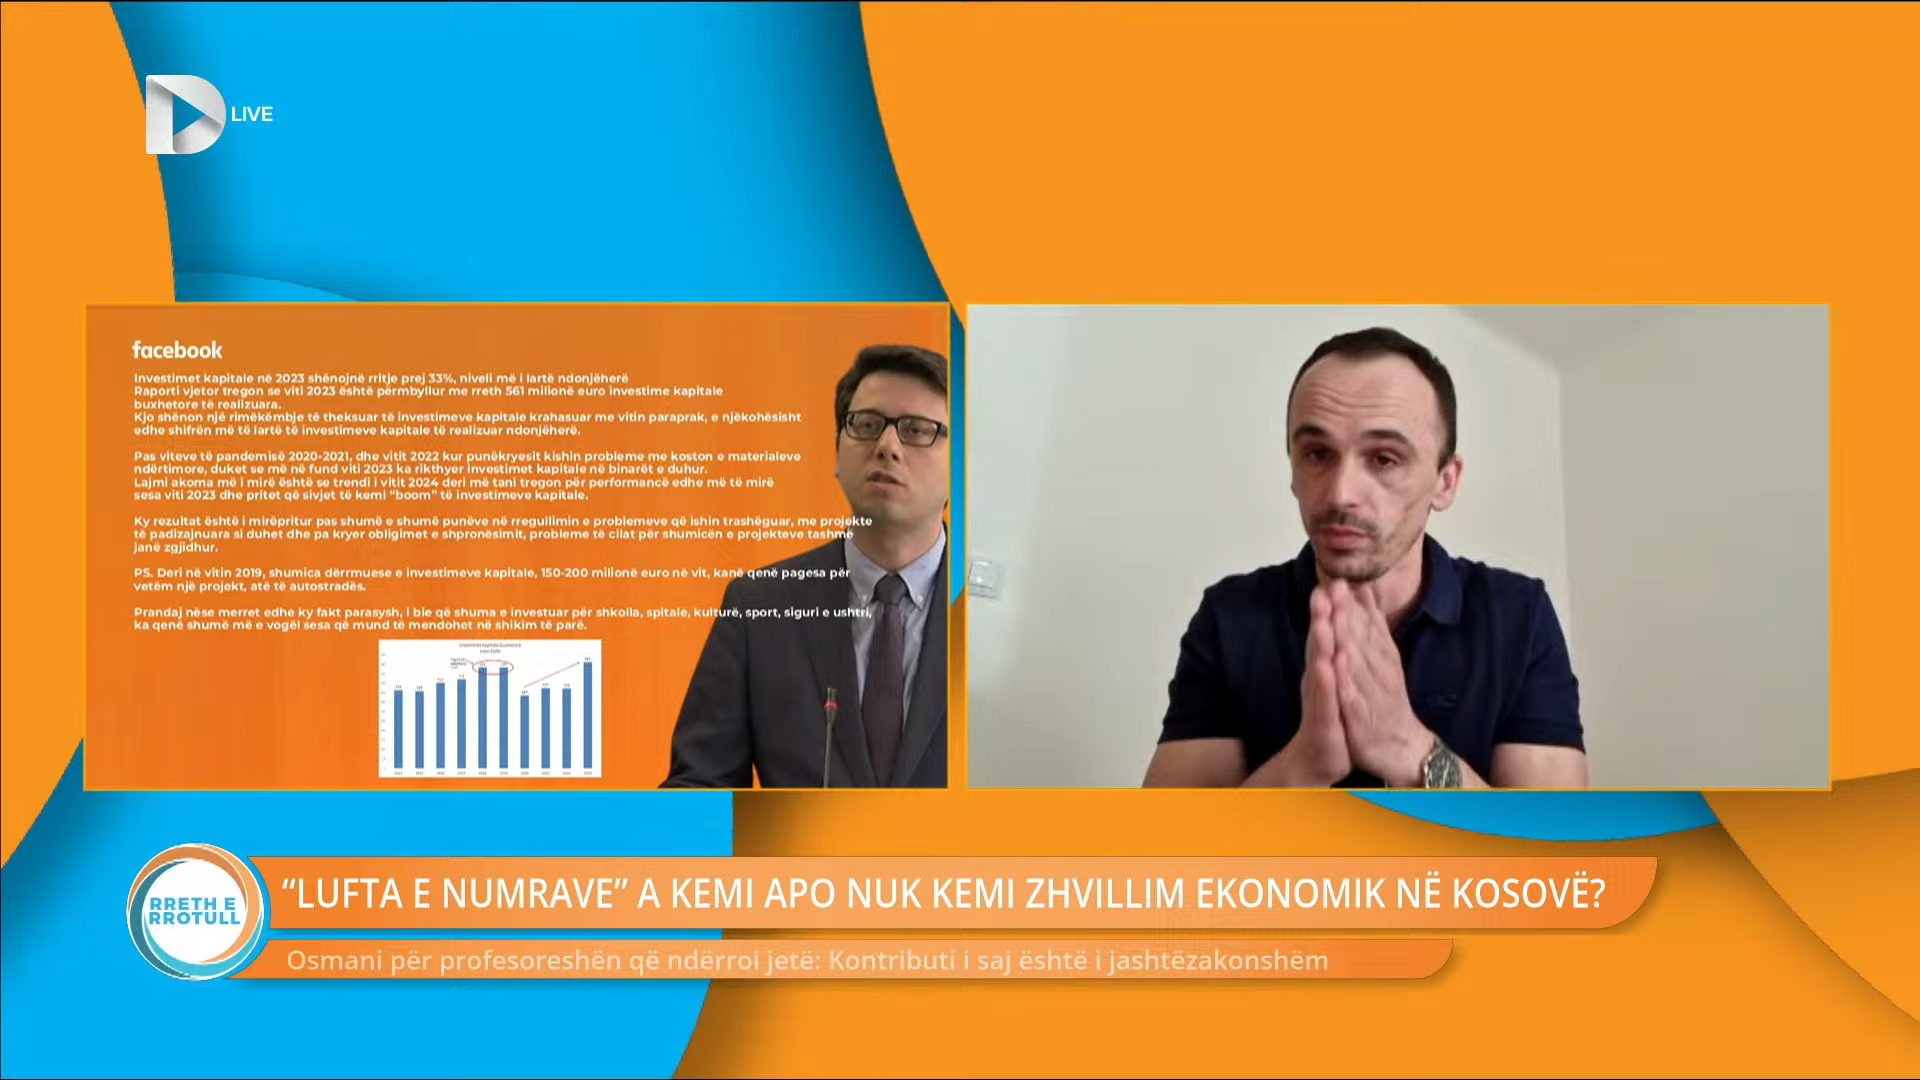 LIVE
facebook
Investimet kapitale në 2023 shënojnë rritje prej 33%, niveli më i lartë ndonjëherë
Raporti vjetor tregon se viti 2023 është përmbyllur me rreth 561 milionë euro investime kapitale
buxhetore të realizuara.
Kjo shënon një rimëkëmbje të theksuar të investimeve kapitale krahasuar me vitin paraprak, e njëkohësisht
edhe shifrën më të lartë të investimeve kapitale të realizuar ndonjëherë.
Pas viteve të pandemisë 2020-2021, dhe vitit 2022 kur punëkryesit kishin probleme me koston e materialeve
ndërtimore, duket se më në fund viti 2023 ka rikthyer investimet kapitale në binarët e duhur.
Lajmi akoma më i mirë është se trendi i vitit 2024 deri më tani tregon për performancë edhe më të mirë
sesa viti 2023 dhe pritet që sivjet të kemi “boom” të investimeve kapitale.
Ky rezultat është i mirëpritur pas shumë e shumë punëve në rregullimin e problemeve që ishin trashëguar, me projekte
të padizajnuara si duhet dhe pa kryer obligimet e shpronësimit, probleme të cilat për shumicën e projekteve tashmë
janë zgjidhur.
PS. Deri në vitin 2019, shumica dërrmuese e investimeve kapitale, 150-200 milionë euro në vit, kanë qenë pagesa për
vetëm një projekt, atë të autostradës.
Prandaj nëse merret edhe ky fakt parasysh, i bie që shuma e investuar për shkolla, spitale, kulturë, sport, siguri e ushtri,
ka qenë shumë më e vogël sesa që mund të mendohet në shikim të parë.
RRETH E
RROTULL
“LUFTA E NUMRAVE” A KEMI APO NUK KEMI ZHVILLIM EKONOMIK NË KOSOVË?
Osmani për profesoreshën që ndërroi jetë: Kontributi i saj është i jashtëzakonshëm